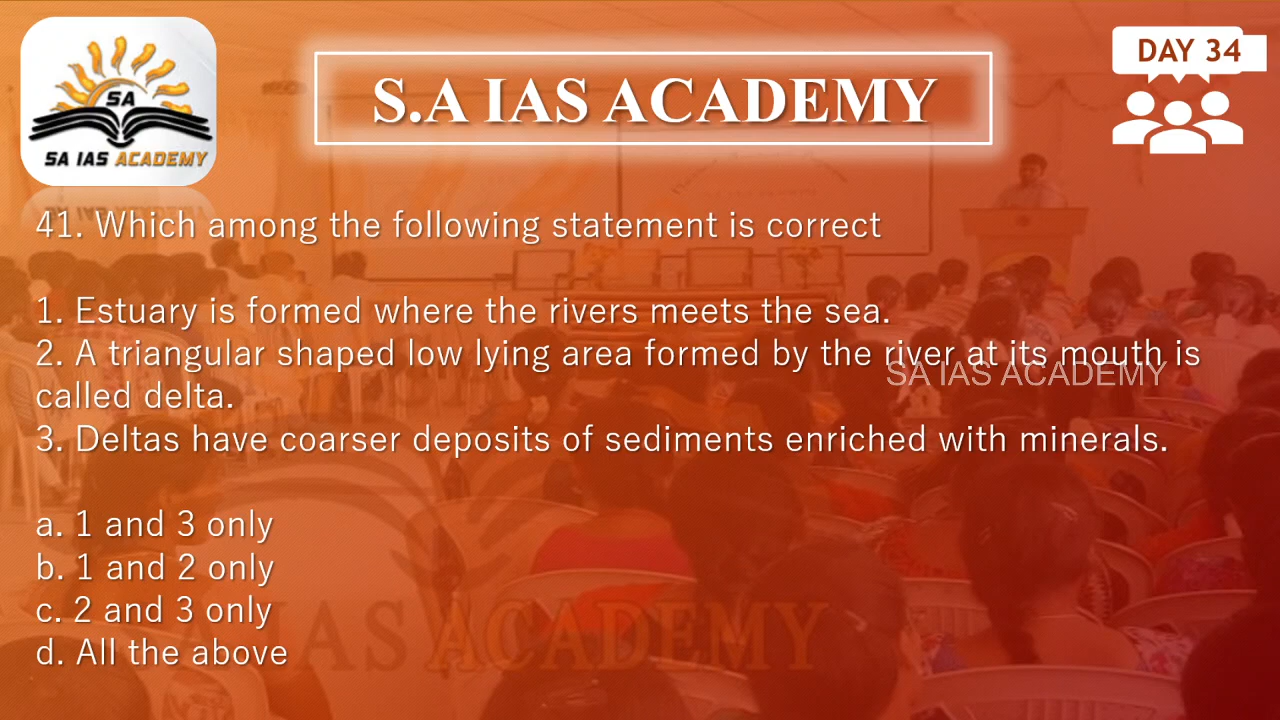 SA
SA IAS ACADEMY
S.A IAS ACADEMY
DAY 34
41. Which among the following statement is correct
1. Estuary is formed where the rivers meets the sea.
2. A triangular shaped low lying area formed by the river at its mouth is
called delta.
SA IAS ACADEMY
3. Deltas have coarser deposits of sediments enriched with minerals.
a. 1 and 3 only
b. 1 and 2 only
c. 2 and 3 only
d. All the above
IAS ACADEMY